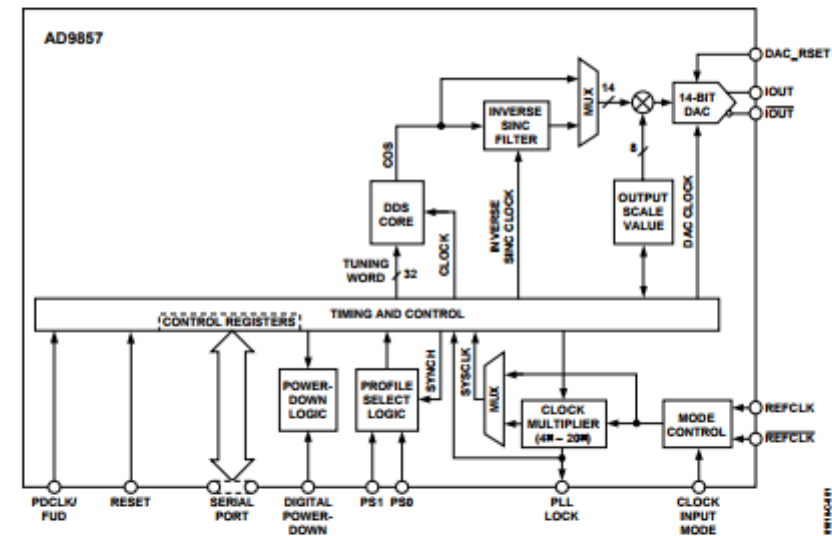 AD9857
DAC_RSET
IOUT
IOUT
14-BIT
DAC
14
MUX
INVERSE
SINC
FILTER
COS
8
OUTPUT
SCALE
VALUE
DAC CLOCK
INVERSE
SINC CLOCK
DDS
CORE
CLOCK
TUNING
WORD
32
TIMING AND CONTROL
CONTROL REGISTERS
POWER-
DOWN
LOGIC
PROFILE
SELECT
LOGIC
SYNCH
SYSCLK
MUX
CLOCK
MULTIPLIER
MODE
CONTROL
REFCLK
REFCLK
PDCLK/
FUD
RESET
SERIAL
PORT
DIGITAL
POWER-
DOWN
PS1
PS0
PLL
LOCK
CLOCK
INPUT
MODE